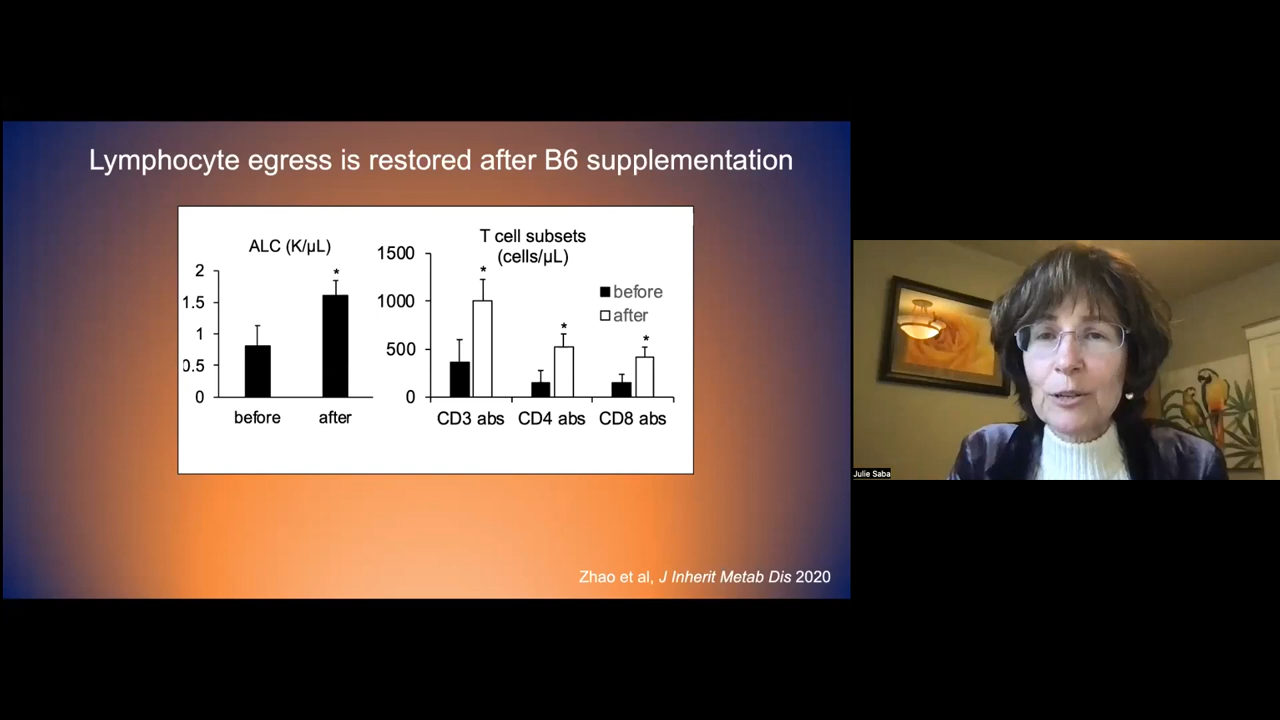 Lymphocyte egress is restored after B6 supplementation
ALC (K/µL)
2
1.5
1
0.5
0
before
after
*
T cell subsets
(cells/µL)
1500
1000
500
0
*
*
*
before
after
CD3 abs
CD4 abs
CD8 abs
Zhao et al, J Inherit Metab Dis 2020
Julie Saba